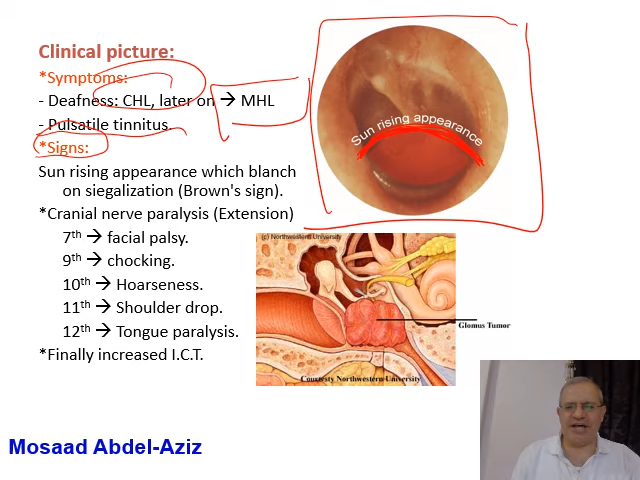 Clinical picture:
*Symptoms:
- Deafness: CHL, later on → MHL
- Pulsatile tinnitus.
*Signs:
Sun rising appearance which blanch
on siegalization (Brown's sign).
*Cranial nerve paralysis (Extension)
7th → facial palsy.
9th → chocking.
10th → Hoarseness.
11th → Shoulder drop.
12th → Tongue paralysis.
*Finally increased I.C.T.
Sun rising appearance
(c) Northwestern University
Glomus Tumor
Courtesty Northwestern University
Mosaad Abdel-Aziz